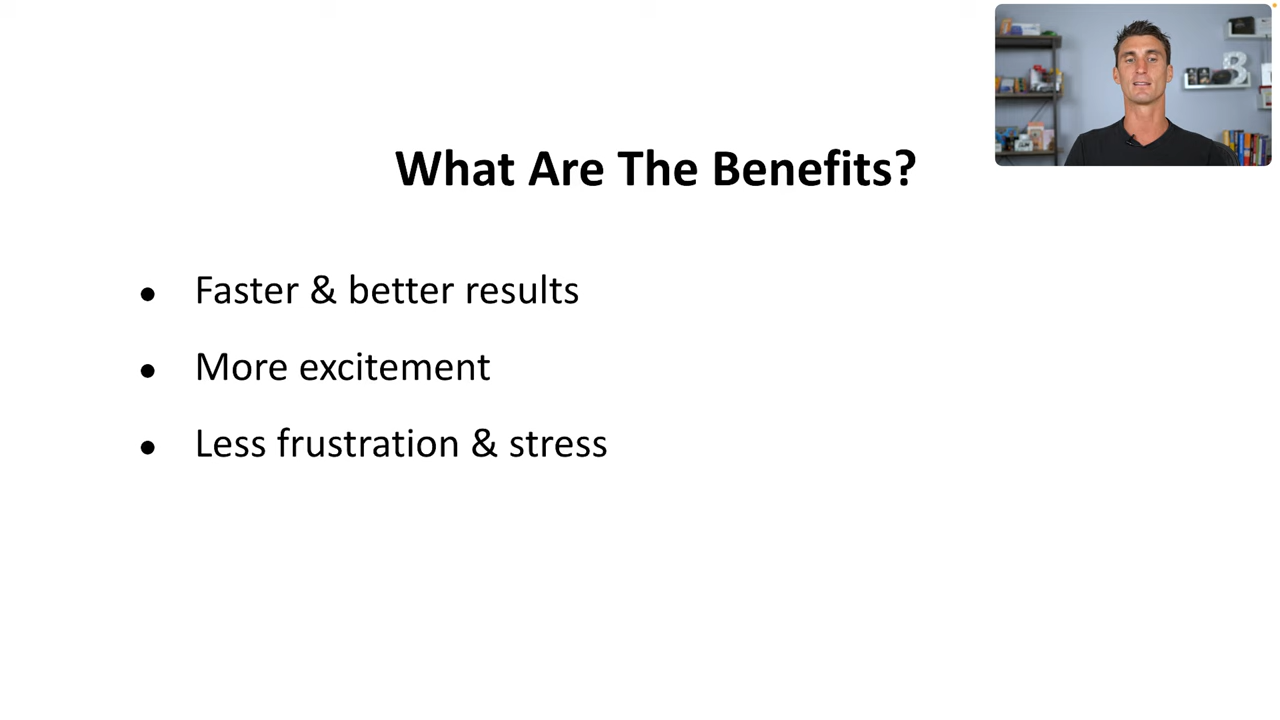 What Are The Benefits?
● Faster & better results
● More excitement
● Less frustration & stress
B